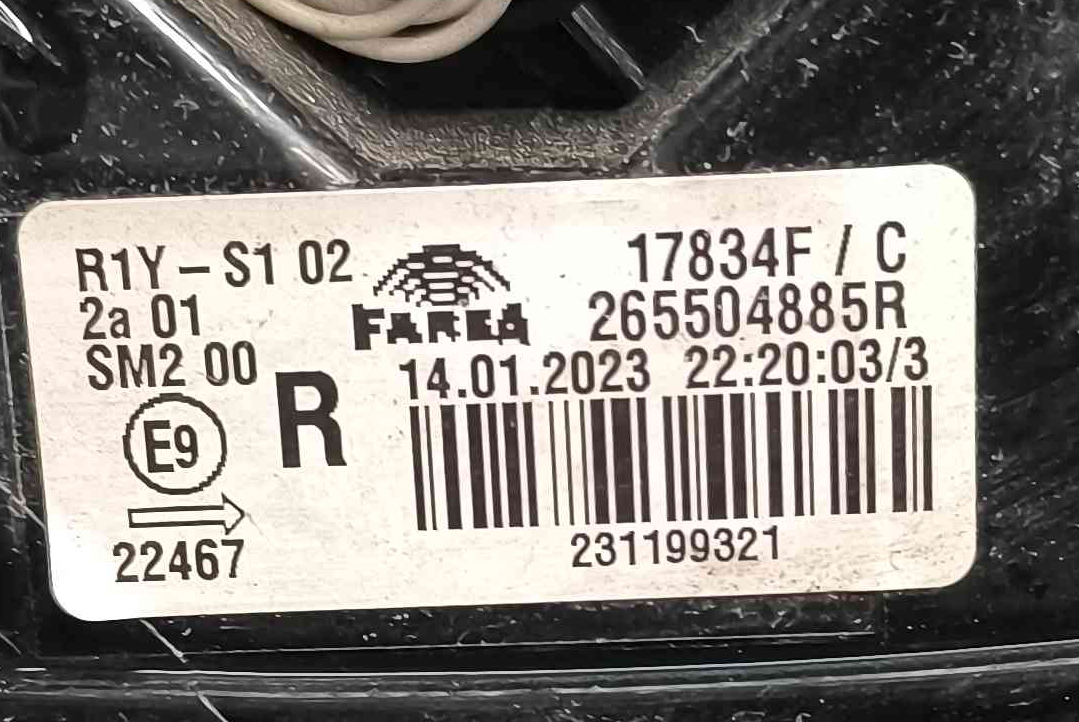 R1Y – S1 02
2a 01
SM2 00
E9
22467
R
FARBA
17834F / C
265504885R
14.01.2023 22:20:03/3
231199321